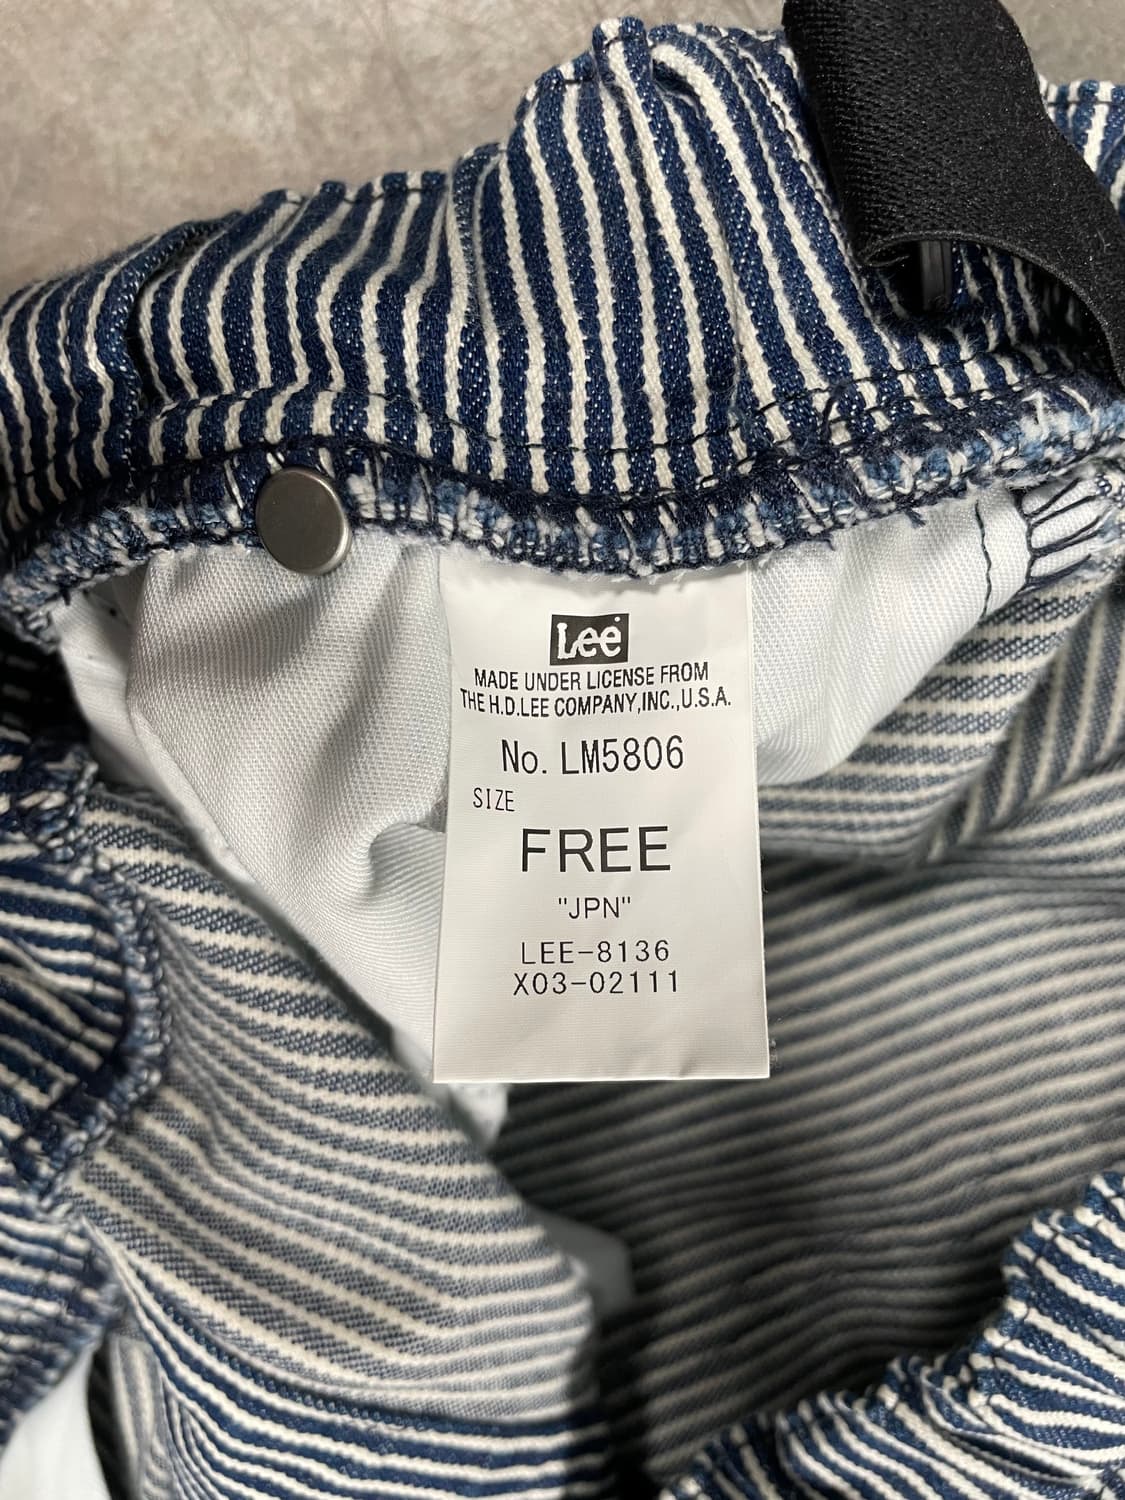 Lee
MADE UNDER LICENSE FROM
THE H.D.LEE COMPANY,INC.,U.S.A.
No. LM5806
SIZE
FREE
"JPN"
LEE-8136
X03-02111